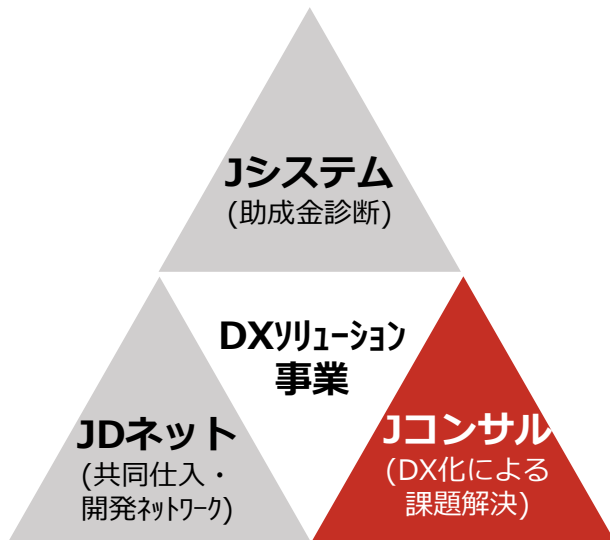 Jシステム
(助成金診断)
DXｿﾘｭｰｼｮﾝ
事業
JDネット
(共同仕入・
開発ﾈｯﾄﾜｰｸ)
Jコンサル
(DX化による
課題解決)